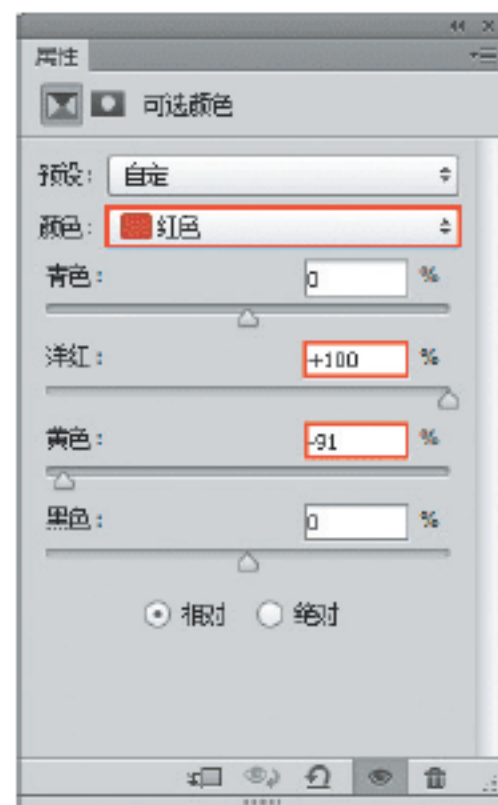 属性
可选颜色
预设： 自定
颜色： 红色
青色： 0 %
洋红： +100 %
黄色： -91 %
黑色： 0 %
相对 绝对